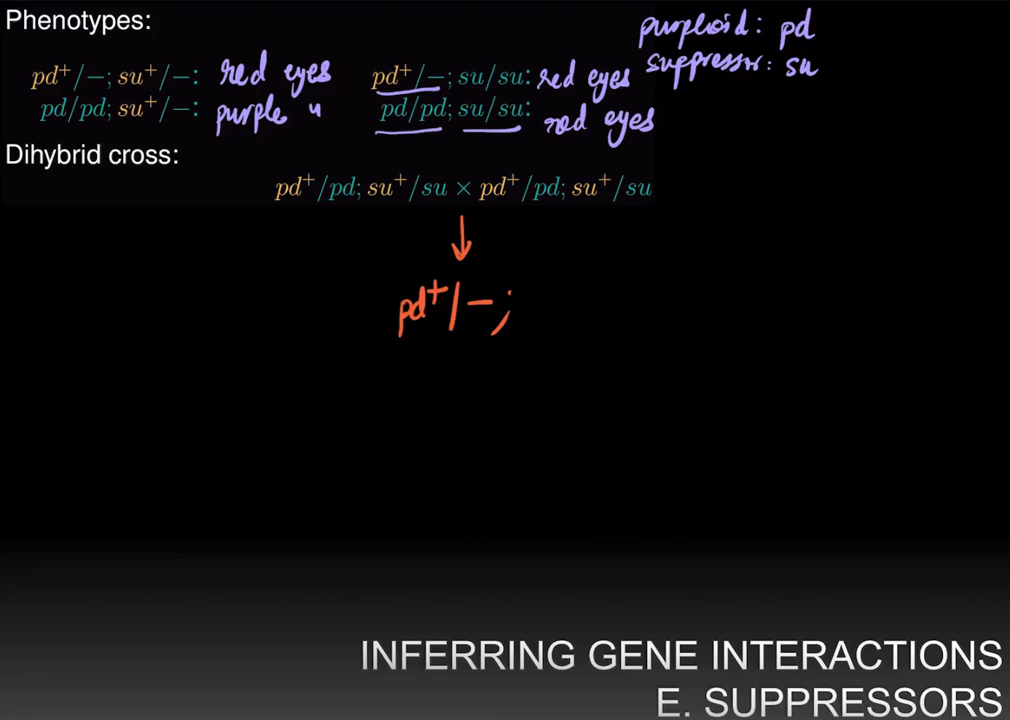 Phenotypes:
purploid: pd
suppressor: su
pd⁺/−; su⁺/−: red eyes
pd⁺/−; su/su: red eyes
pd/pd; su⁺/−: purple "
pd/pd; su/su: red eyes
Dihybrid cross:
pd⁺/pd; su⁺/su × pd⁺/pd; su⁺/su
↓
pd⁺/−;
INFERRING GENE INTERACTIONS
E. SUPPRESSORS